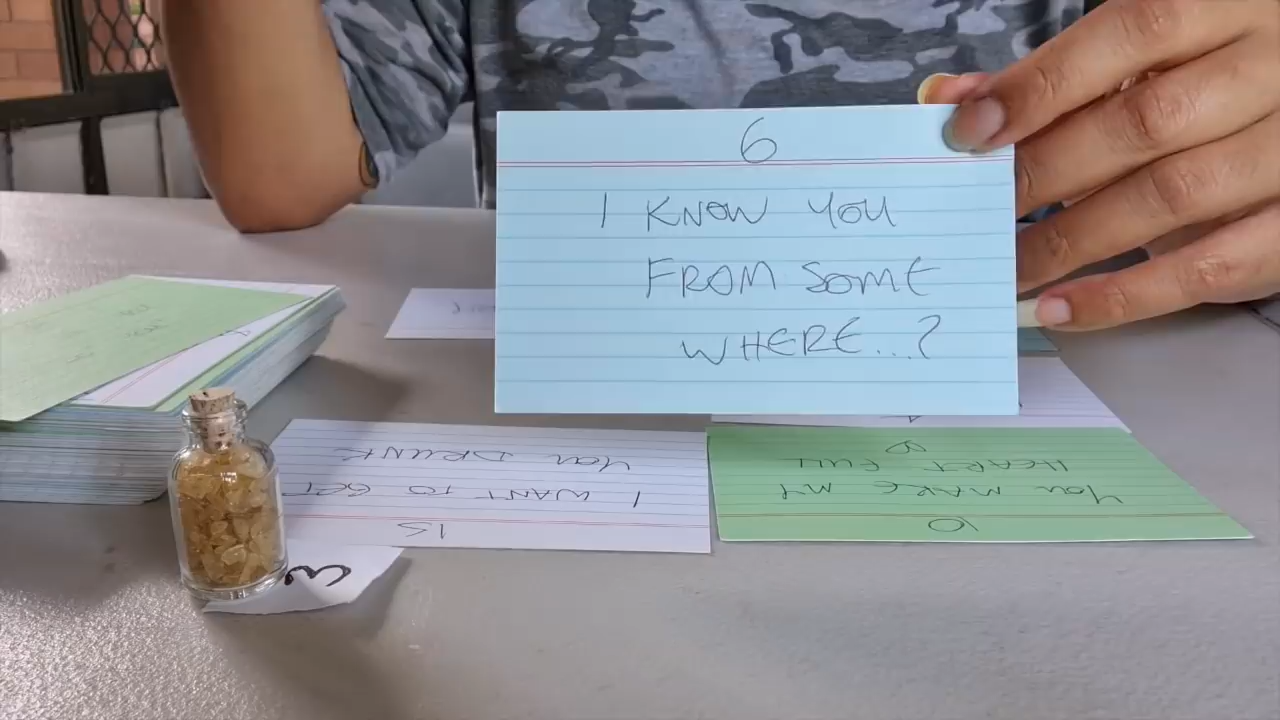 6
I KNOW YOU
FROM SOME
WHERE...?
15
I WANT TO GET
YOU DRUNK
10
YOU MAKE MY
HEART FULL
3